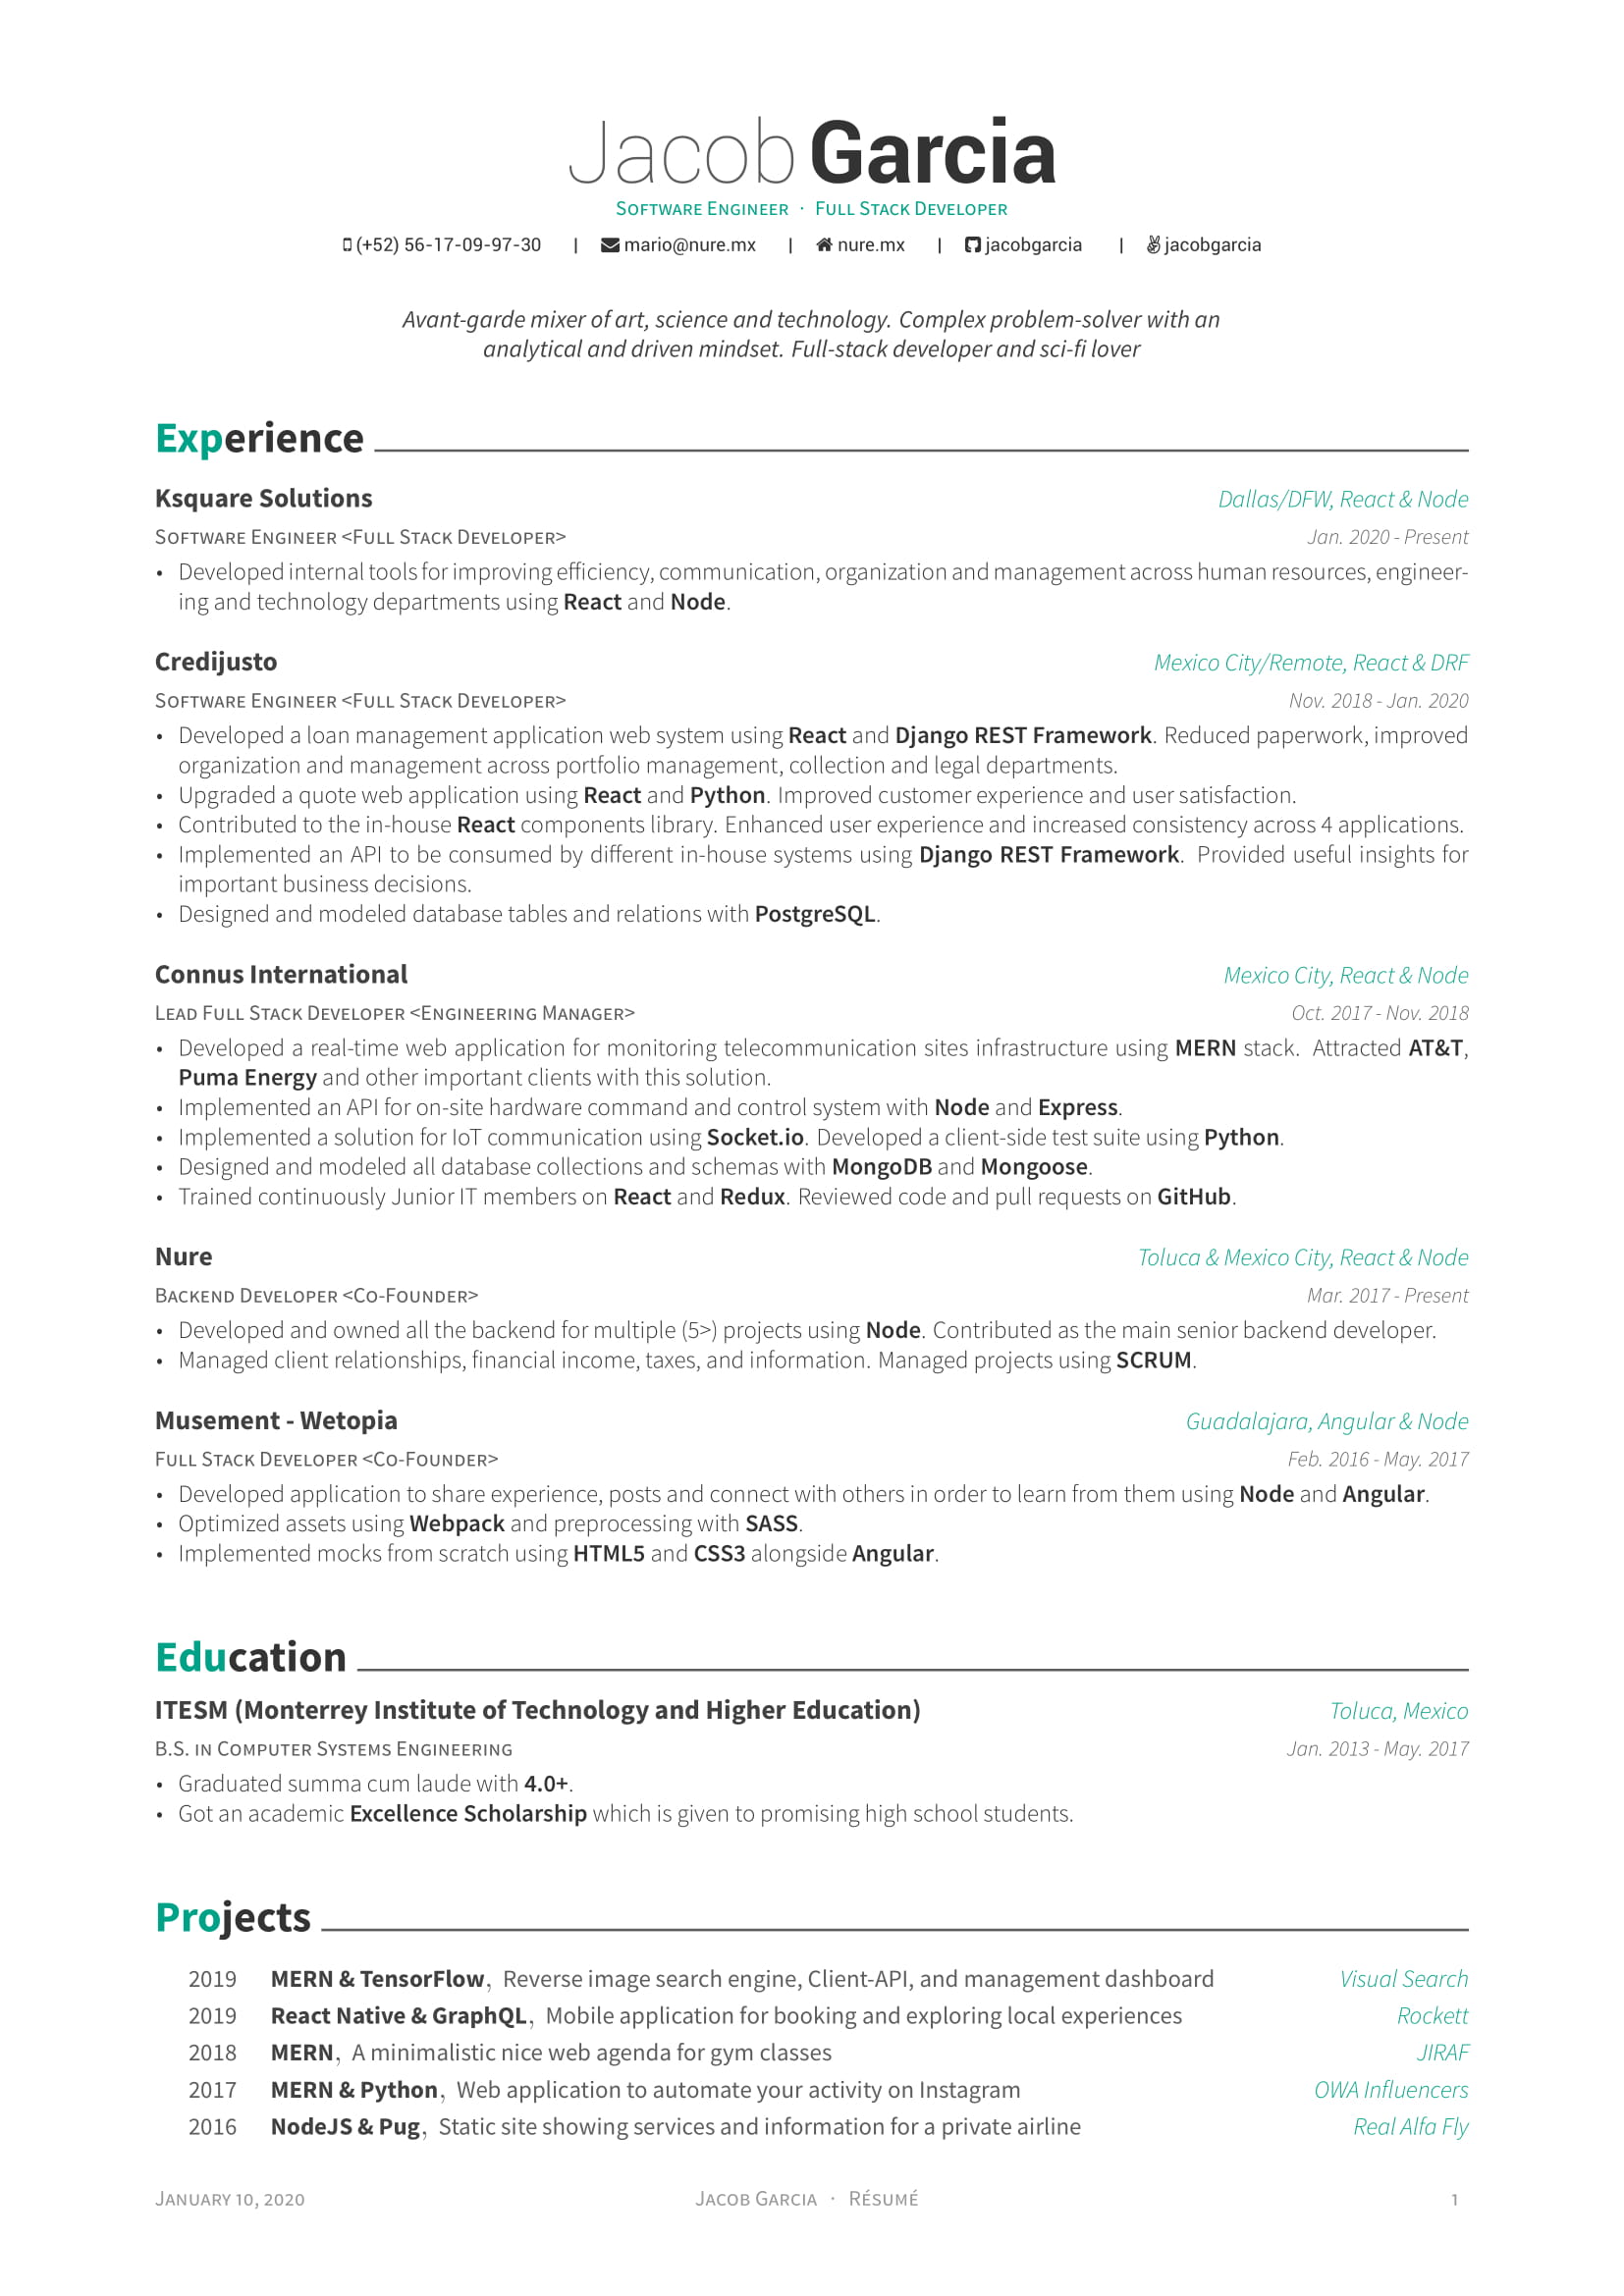 Jacob Garcia
Software Engineer · Full Stack Developer
(+52) 56-17-09-97-30 | mario@nure.mx | nure.mx | jacobgarcia | jacobgarcia
Avant-garde mixer of art, science and technology. Complex problem-solver with an
analytical and driven mindset. Full-stack developer and sci-fi lover
Experience
Ksquare Solutions Dallas/DFW, React & Node
Software Engineer <Full Stack Developer> Jan. 2020 - Present
• Developed internal tools for improving efficiency, communication, organization and management across human resources, engineer-
ing and technology departments using React and Node.
Credijusto Mexico City/Remote, React & DRF
Software Engineer <Full Stack Developer> Nov. 2018 - Jan. 2020
• Developed a loan management application web system using React and Django REST Framework. Reduced paperwork, improved
organization and management across portfolio management, collection and legal departments.
• Upgraded a quote web application using React and Python. Improved customer experience and user satisfaction.
• Contributed to the in-house React components library. Enhanced user experience and increased consistency across 4 applications.
• Implemented an API to be consumed by different in-house systems using Django REST Framework. Provided useful insights for
important business decisions.
• Designed and modeled database tables and relations with PostgreSQL.
Connus International Mexico City, React & Node
Lead Full Stack Developer <Engineering Manager> Oct. 2017 - Nov. 2018
• Developed a real-time web application for monitoring telecommunication sites infrastructure using MERN stack. Attracted AT&T,
Puma Energy and other important clients with this solution.
• Implemented an API for on-site hardware command and control system with Node and Express.
• Implemented a solution for IoT communication using Socket.io. Developed a client-side test suite using Python.
• Designed and modeled all database collections and schemas with MongoDB and Mongoose.
• Trained continuously Junior IT members on React and Redux. Reviewed code and pull requests on GitHub.
Nure Toluca & Mexico City, React & Node
Backend Developer <Co-Founder> Mar. 2017 - Present
• Developed and owned all the backend for multiple (5>) projects using Node. Contributed as the main senior backend developer.
• Managed client relationships, financial income, taxes, and information. Managed projects using SCRUM.
Musement - Wetopia Guadalajara, Angular & Node
Full Stack Developer <Co-Founder> Feb. 2016 - May. 2017
• Developed application to share experience, posts and connect with others in order to learn from them using Node and Angular.
• Optimized assets using Webpack and preprocessing with SASS.
• Implemented mocks from scratch using HTML5 and CSS3 alongside Angular.
Education
ITESM (Monterrey Institute of Technology and Higher Education) Toluca, Mexico
B.S. in Computer Systems Engineering Jan. 2013 - May. 2017
• Graduated summa cum laude with 4.0+.
• Got an academic Excellence Scholarship which is given to promising high school students.
Projects
2019 MERN & TensorFlow, Reverse image search engine, Client-API, and management dashboard Visual Search
2019 React Native & GraphQL, Mobile application for booking and exploring local experiences Rockett
2018 MERN, A minimalistic nice web agenda for gym classes JIRAF
2017 MERN & Python, Web application to automate your activity on Instagram OWA Influencers
2016 NodeJS & Pug, Static site showing services and information for a private airline Real Alfa Fly
January 10, 2020 Jacob Garcia · Résumé 1